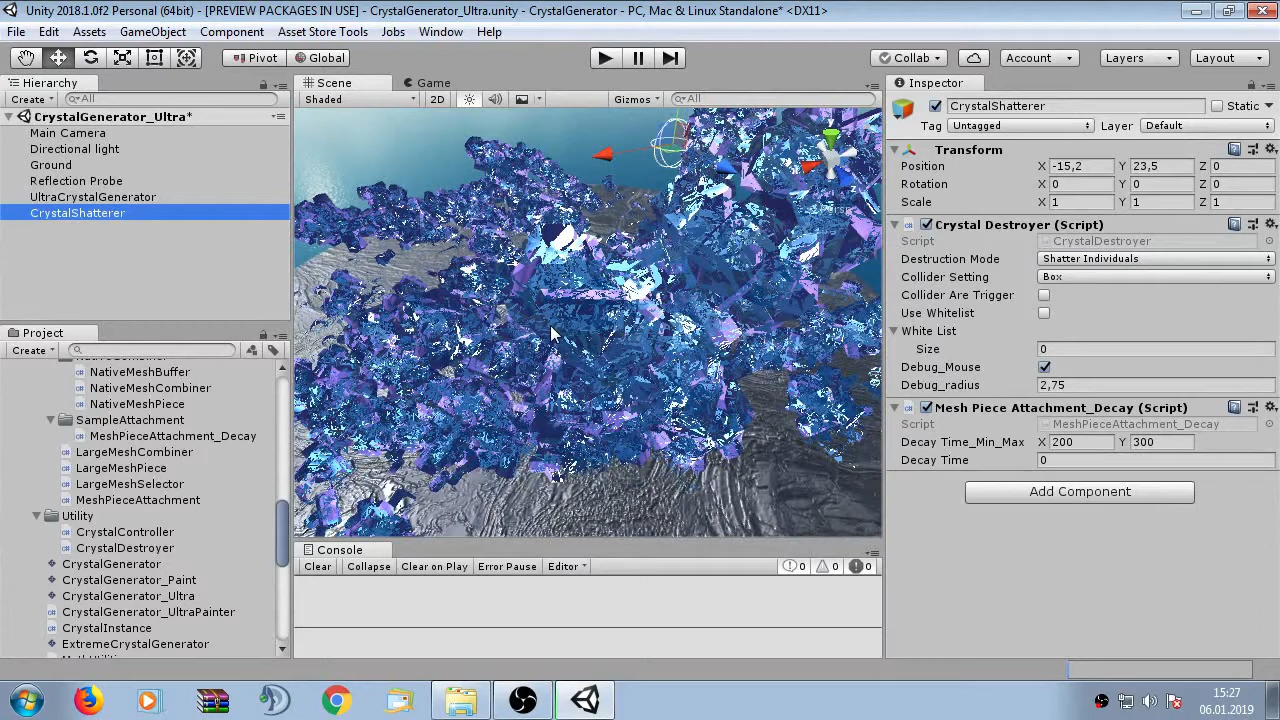 Unity 2018.1.0f2 Personal (64bit) - [PREVIEW PACKAGES IN USE] - CrystalGenerator_Ultra.unity - CrystalGenerator - PC, Mac & Linux Standalone* <DX11>
File Edit Assets GameObject Component Asset Store Tools Jobs Window Help
Pivot Global Collab Account Layers Layout
Hierarchy
Create All
CrystalGenerator_Ultra*
Main Camera
Directional light
Ground
Reflection Probe
UltraCrystalGenerator
CrystalShatterer
Project
Create
NativeMeshBuffer
NativeMeshCombiner
NativeMeshPiece
SampleAttachment
MeshPieceAttachment_Decay
LargeMeshCombiner
LargeMeshPiece
LargeMeshSelector
MeshPieceAttachment
Utility
CrystalController
CrystalDestroyer
CrystalGenerator
CrystalGenerator_Paint
CrystalGenerator_Ultra
CrystalGenerator_UltraPainter
CrystalInstance
ExtremeCrystalGenerator
Scene Game
Shaded 2D Gizmos All
Console
Clear Collapse Clear on Play Error Pause Editor 0 0 0
Inspector
CrystalShatterer Static
Tag Untagged Layer Default
Transform
Position X -15,2 Y 23,5 Z 0
Rotation X 0 Y 0 Z 0
Scale X 1 Y 1 Z 1
Crystal Destroyer (Script)
Script CrystalDestroyer
Destruction Mode Shatter Individuals
Collider Setting Box
Collider Are Trigger
Use Whitelist
White List
Size 0
Debug_Mouse
Debug_radius 2,75
Mesh Piece Attachment_Decay (Script)
Script MeshPieceAttachment_Decay
Decay Time_Min_Max X 200 Y 300
Decay Time 0
Add Component
15:27
06.01.2019